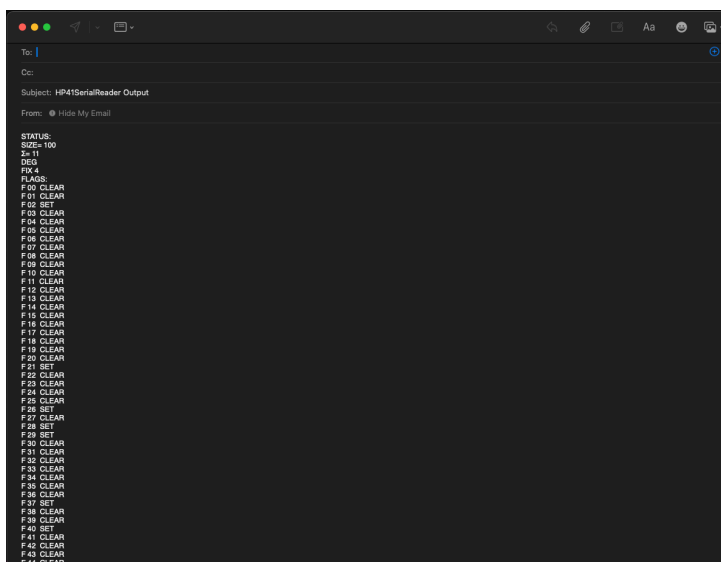 Aa
To:
Cc:
Subject: HP41SerialReader Output
From: Hide My Email
STATUS:
SIZE= 100
Σ= 11
DEG
FIX 4
FLAGS:
F 00 CLEAR
F 01 CLEAR
F 02 SET
F 03 CLEAR
F 04 CLEAR
F 05 CLEAR
F 06 CLEAR
F 07 CLEAR
F 08 CLEAR
F 09 CLEAR
F 10 CLEAR
F 11 CLEAR
F 12 CLEAR
F 13 CLEAR
F 14 CLEAR
F 15 CLEAR
F 16 CLEAR
F 17 CLEAR
F 18 CLEAR
F 19 CLEAR
F 20 CLEAR
F 21 SET
F 22 CLEAR
F 23 CLEAR
F 24 CLEAR
F 25 CLEAR
F 26 SET
F 27 CLEAR
F 28 SET
F 29 SET
F 30 CLEAR
F 31 CLEAR
F 32 CLEAR
F 33 CLEAR
F 34 CLEAR
F 35 CLEAR
F 36 CLEAR
F 37 SET
F 38 CLEAR
F 39 CLEAR
F 40 SET
F 41 CLEAR
F 42 CLEAR
F 43 CLEAR